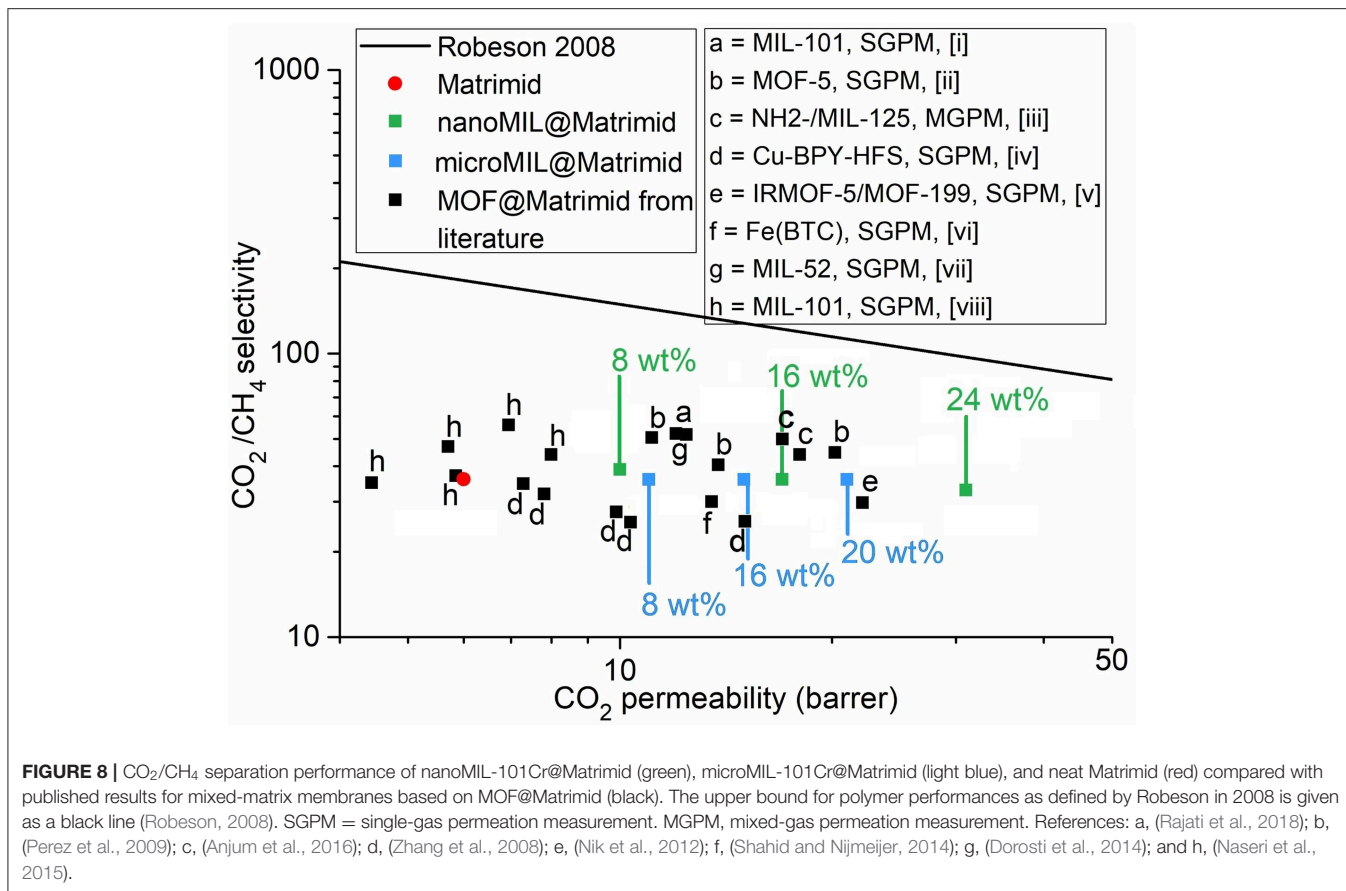 Robeson 2008
Matrimid
nanoMIL@Matrimid
microMIL@Matrimid
MOF@Matrimid from
literature
a = MIL-101, SGPM, [i]
b = MOF-5, SGPM, [ii]
c = NH2-/MIL-125, MGPM, [iii]
d = Cu-BPY-HFS, SGPM, [iv]
e = IRMOF-5/MOF-199, SGPM, [v]
f = Fe(BTC), SGPM, [vi]
g = MIL-52, SGPM, [vii]
h = MIL-101, SGPM, [viii]
1000
100
10
CO₂/CH₄ selectivity
8 wt%
16 wt%
24 wt%
h
h
h
h
h
b
a
g
b
c
c
b
e
d
d
d
d
f
d
8 wt%
16 wt%
20 wt%
10
50
CO₂ permeability (barrer)
FIGURE 8 | CO₂/CH₄ separation performance of nanoMIL-101Cr@Matrimid (green), microMIL-101Cr@Matrimid (light blue), and neat Matrimid (red) compared with
published results for mixed-matrix membranes based on MOF@Matrimid (black). The upper bound for polymer performances as defined by Robeson in 2008 is given
as a black line (Robeson, 2008). SGPM = single-gas permeation measurement. MGPM, mixed-gas permeation measurement. References: a, (Rajati et al., 2018); b,
(Perez et al., 2009); c, (Anjum et al., 2016); d, (Zhang et al., 2008); e, (Nik et al., 2012); f, (Shahid and Nijmeijer, 2014); g, (Dorosti et al., 2014); and h, (Naseri et al.,
2015).